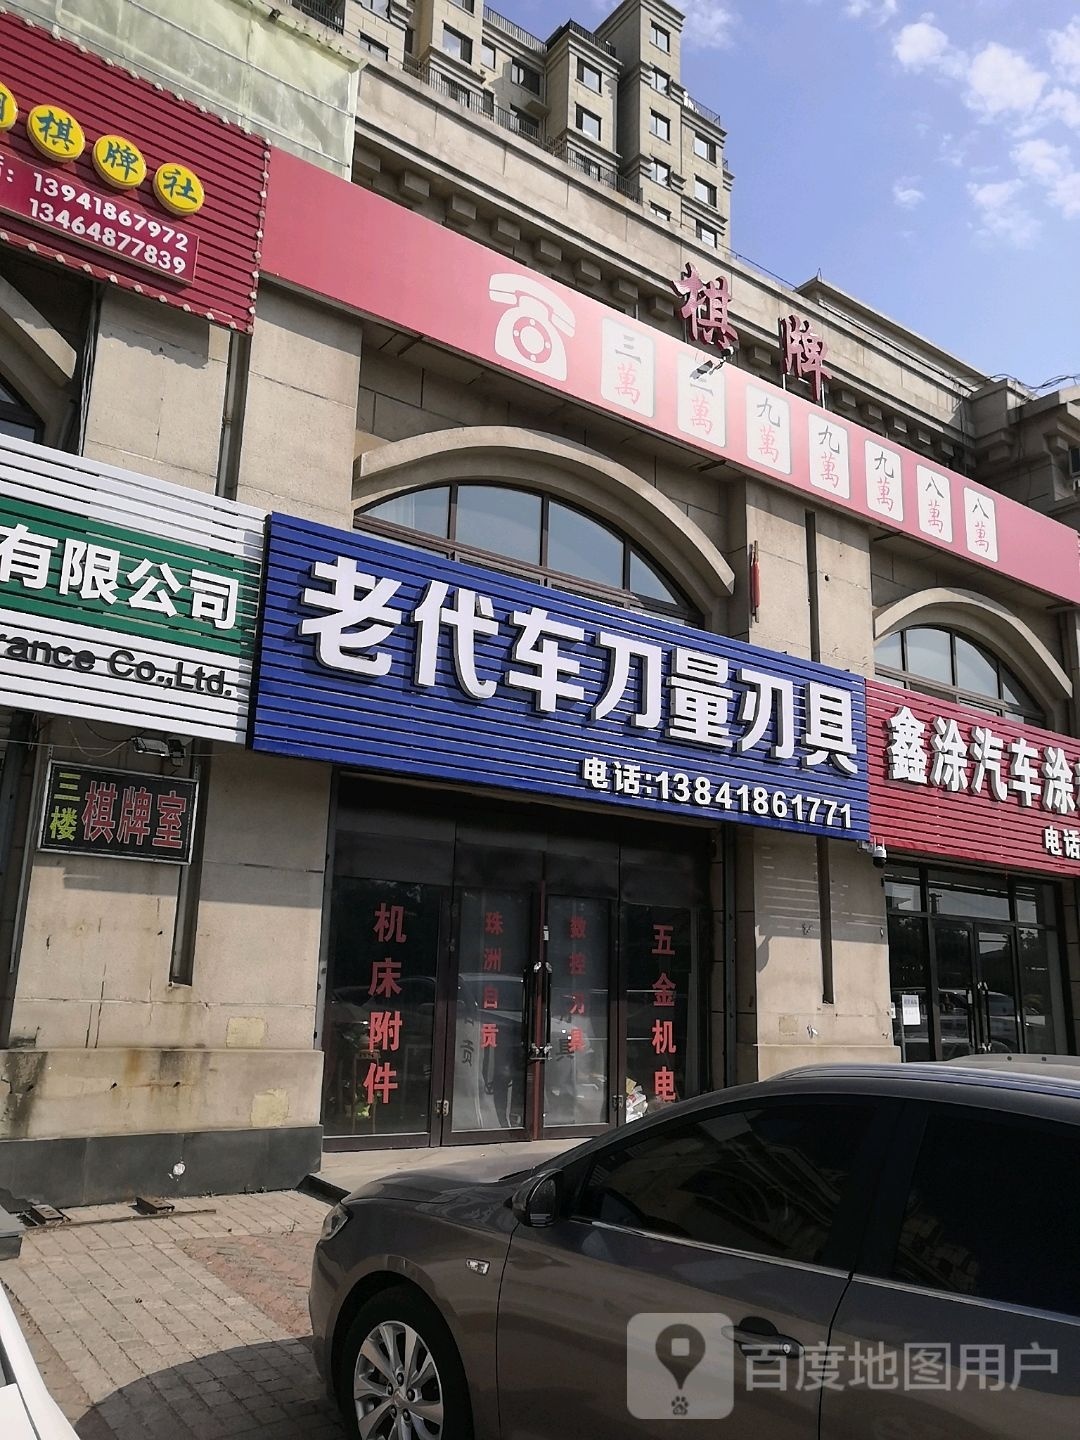 棋牌社
13941867972
13464877839
棋牌
三萬 三萬 九萬 九萬 九萬 八萬 八萬
有限公司
rance Co.,Ltd.
老代车刀量刃具
电话:13841861771
鑫涂汽车涂
电话
三楼 棋牌室
机床附件
珠洲自贡
数控刀具
五金机电
百度地图用户